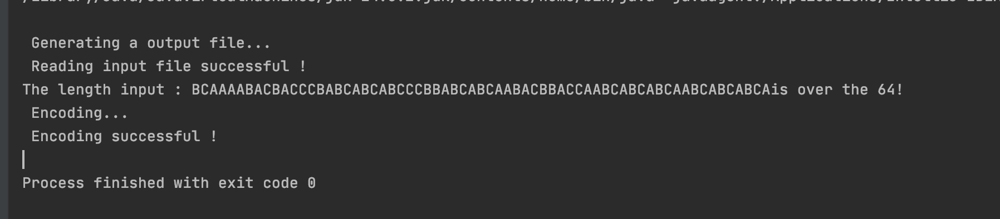 Generating a output file...
Reading input file successful !
The length input : BCAAAABACBACCCBABCABCABCCCBBABCABCAABACBBACCAABCABCABCAABCABCABCAis over the 64!
Encoding...
Encoding successful !
Process finished with exit code 0